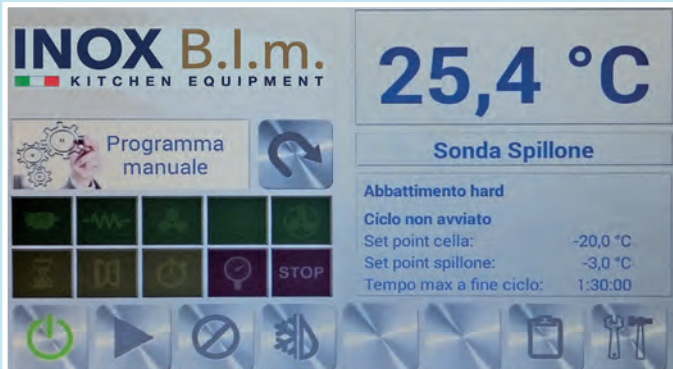 INOX B.I.m.
KITCHEN EQUIPMENT
Programma
manuale
STOP
25,4 °C
Sonda Spillone
Abbattimento hard
Ciclo non avviato
Set point cella: -20,0 °C
Set point spillone: -3,0 °C
Tempo max a fine ciclo: 1:30:00